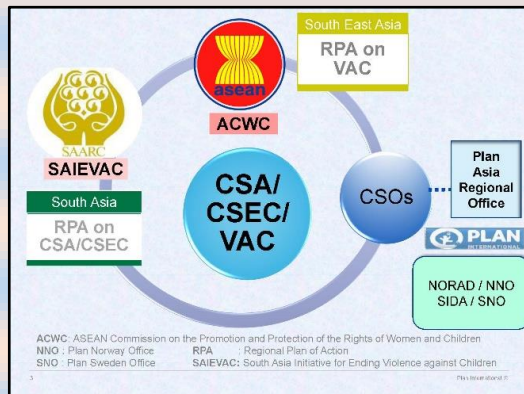 South East Asia
RPA on
VAC
asean
ACWC
SAARC
SAIEVAC
South Asia
RPA on
CSA/CSEC
CSA/
CSEC/
VAC
CSOs
Plan
Asia
Regional
Office
PLAN
INTERNATIONAL
NORAD / NNO
SIDA / SNO
ACWC: ASEAN Commission on the Promotion and Protection of the Rights of Women and Children
NNO : Plan Norway Office RPA : Regional Plan of Action
SNO : Plan Sweden Office SAIEVAC: South Asia Initiative for Ending Violence against Children
3
Plan International ©